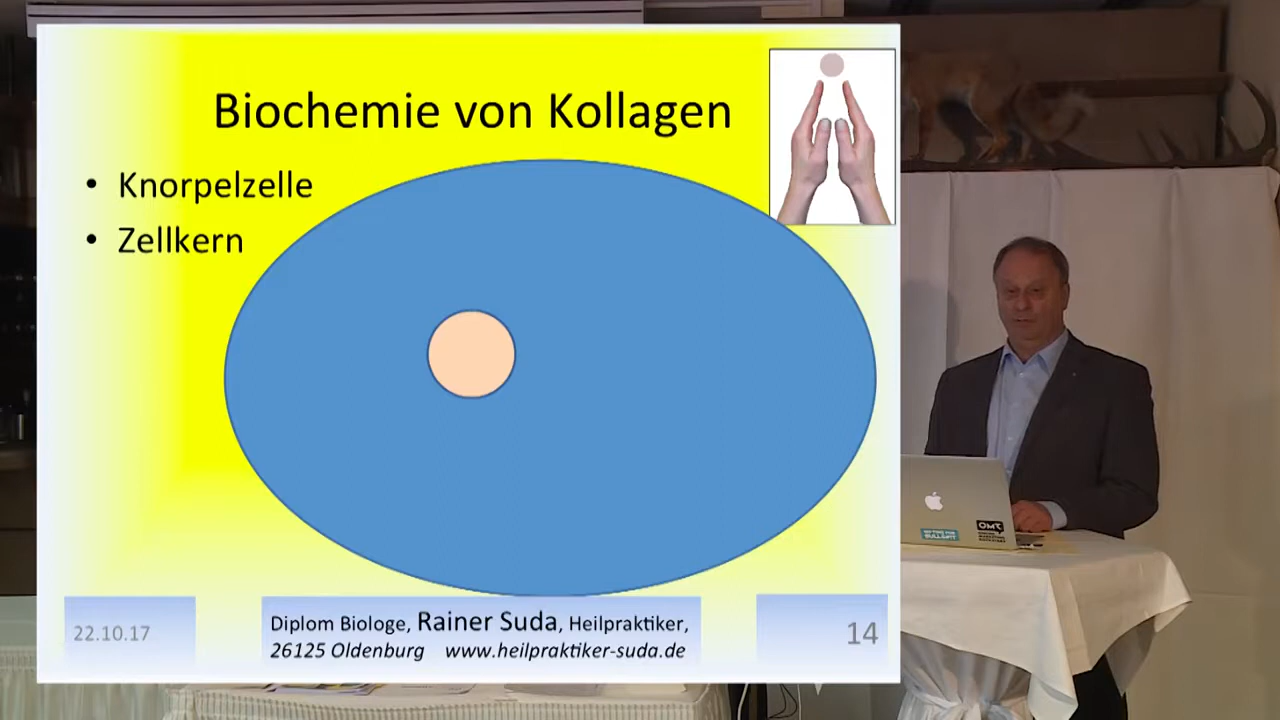 Biochemie von Kollagen
• Knorpelzelle
• Zellkern
22.10.17
Diplom Biologe, Rainer Suda, Heilpraktiker,
26125 Oldenburg www.heilpraktiker-suda.de
14
OMT